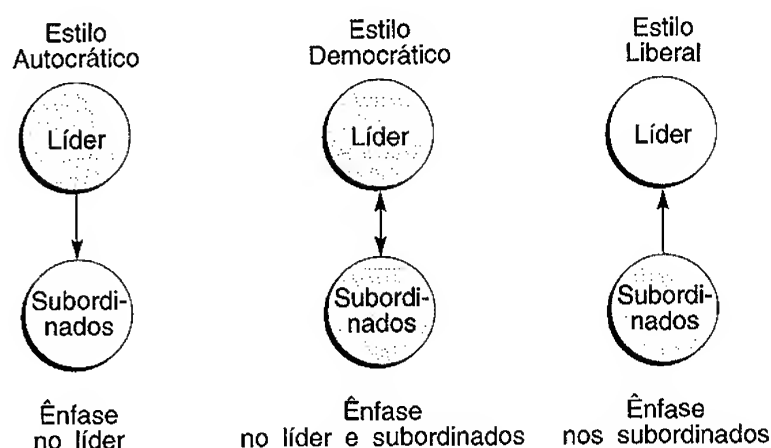 Estilo
Autocrático
Líder
Subordi-
nados
Ênfase
no líder
Estilo
Democrático
Líder
Subordi-
nados
Ênfase
no líder e subordinados
Estilo
Liberal
Líder
Subordi-
nados
Ênfase
nos subordinados